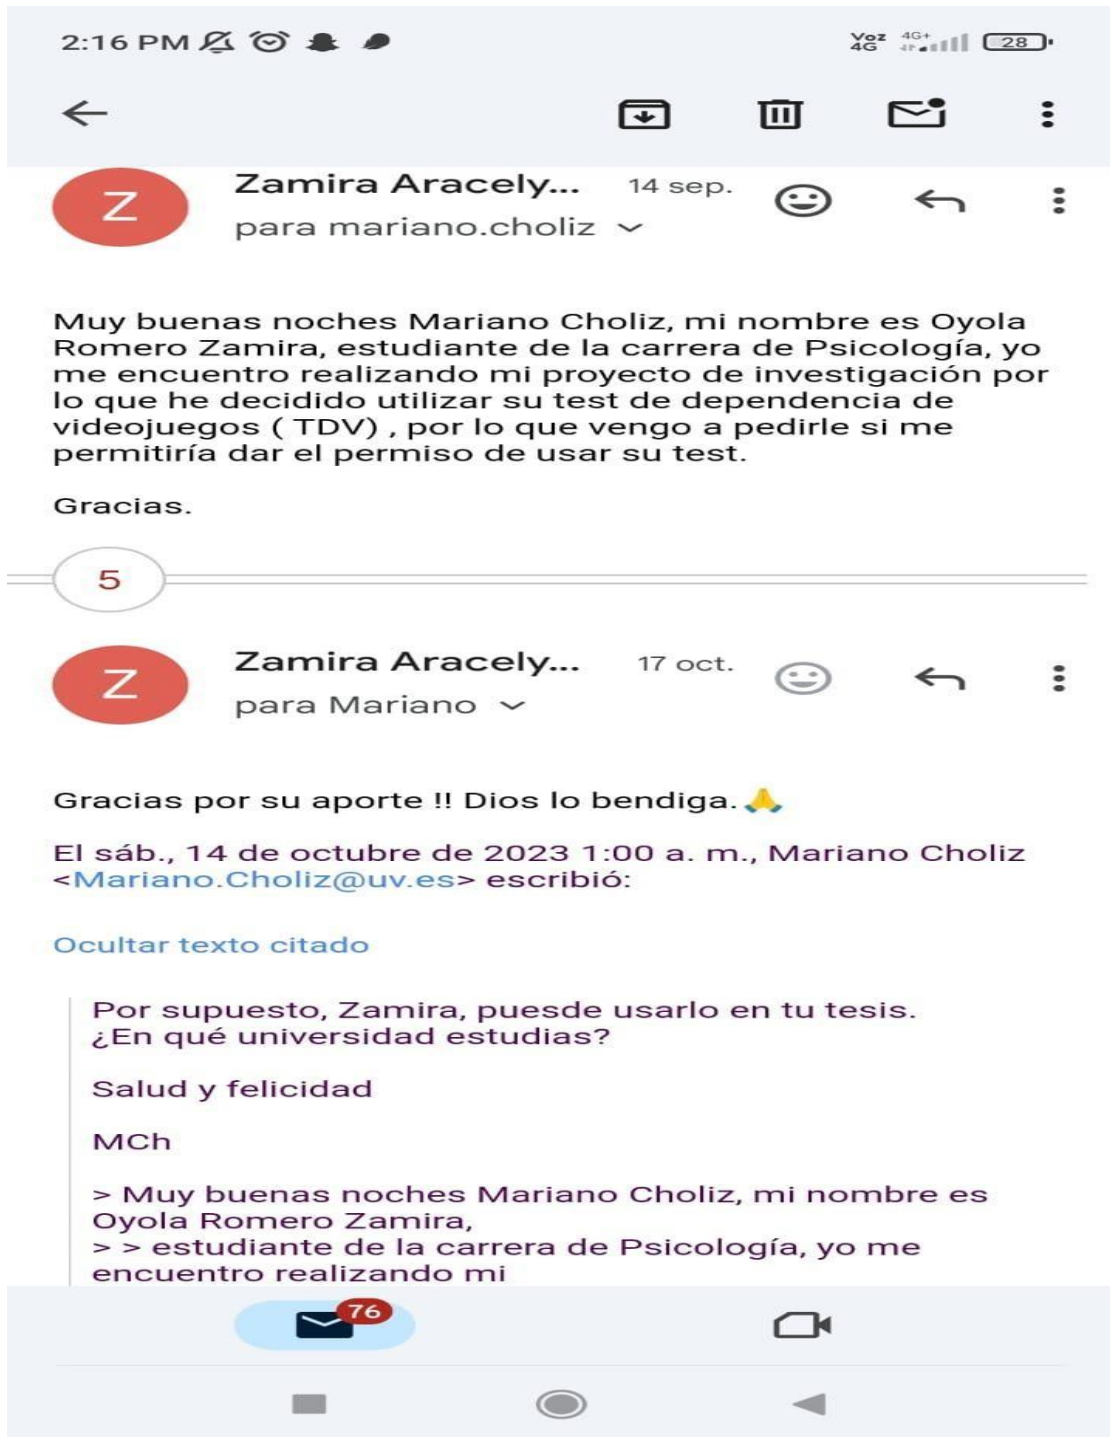 2:16 PM
Voz 4G 4G+ 28
Z
Zamira Aracely... 14 sep.
para mariano.choliz
Muy buenas noches Mariano Choliz, mi nombre es Oyola
Romero Zamira, estudiante de la carrera de Psicología, yo
me encuentro realizando mi proyecto de investigación por
lo que he decidido utilizar su test de dependencia de
videojuegos ( TDV) , por lo que vengo a pedirle si me
permitiría dar el permiso de usar su test.
Gracias.
5
Z
Zamira Aracely... 17 oct.
para Mariano
Gracias por su aporte !! Dios lo bendiga.🙏
El sáb., 14 de octubre de 2023 1:00 a. m., Mariano Choliz
<Mariano.Choliz@uv.es> escribió:
Ocultar texto citado
Por supuesto, Zamira, puesde usarlo en tu tesis.
¿En qué universidad estudias?
Salud y felicidad
MCh
> Muy buenas noches Mariano Choliz, mi nombre es
Oyola Romero Zamira,
> > estudiante de la carrera de Psicología, yo me
encuentro realizando mi
76